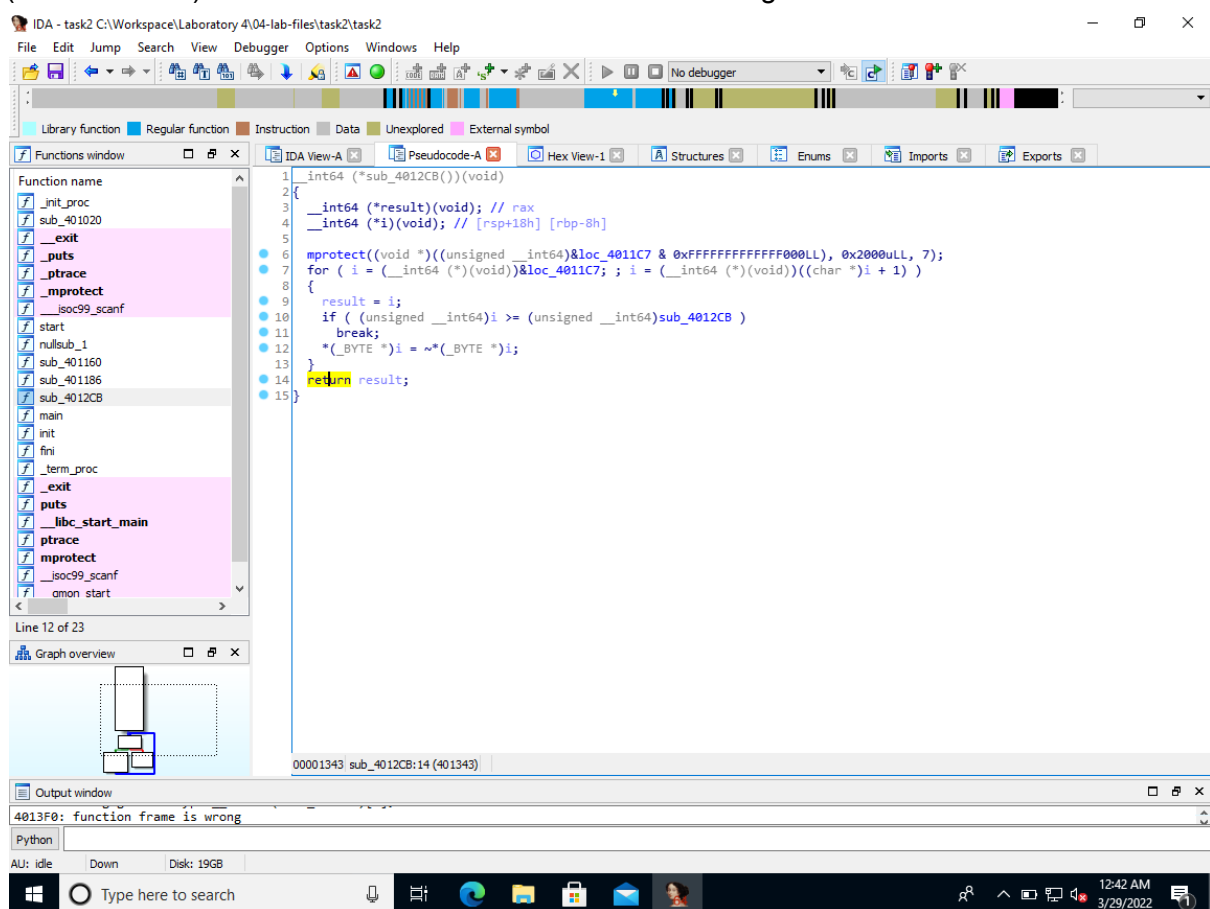 IDA - task2 C:\Workspace\Laboratory 4\04-lab-files\task2\task2
File Edit Jump Search View Debugger Options Windows Help
No debugger
Library function Regular function Instruction Data Unexplored External symbol
Functions window
IDA View-A Pseudocode-A Hex View-1 Structures Enums Imports Exports
Function name
_init_proc
sub_401020
__exit
_puts
_ptrace
_mprotect
___isoc99_scanf
start
nullsub_1
sub_401160
sub_401186
sub_4012CB
main
init
fini
_term_proc
_exit
puts
__libc_start_main
ptrace
mprotect
__isoc99_scanf
gmon start
Line 12 of 23
1 __int64 (*sub_4012CB())(void)
2 {
3 __int64 (*result)(void); // rax
4 __int64 (*i)(void); // [rsp+18h] [rbp-8h]
5
6 mprotect((void *)((unsigned __int64)&loc_4011C7 & 0xFFFFFFFFFFFFF000LL), 0x2000uLL, 7);
7 for ( i = (__int64 (*)(void))&loc_4011C7; ; i = (__int64 (*)(void))((char *)i + 1) )
8 {
9 result = i;
10 if ( (unsigned __int64)i >= (unsigned __int64)sub_4012CB )
11 break;
12 *(_BYTE *)i = ~*(_BYTE *)i;
13 }
14 return result;
15 }
00001343 sub_4012CB:14 (401343)
Graph overview
Output window
4013F0: function frame is wrong
Python
AU: idle Down Disk: 19GB
Type here to search
12:42 AM
3/29/2022
1